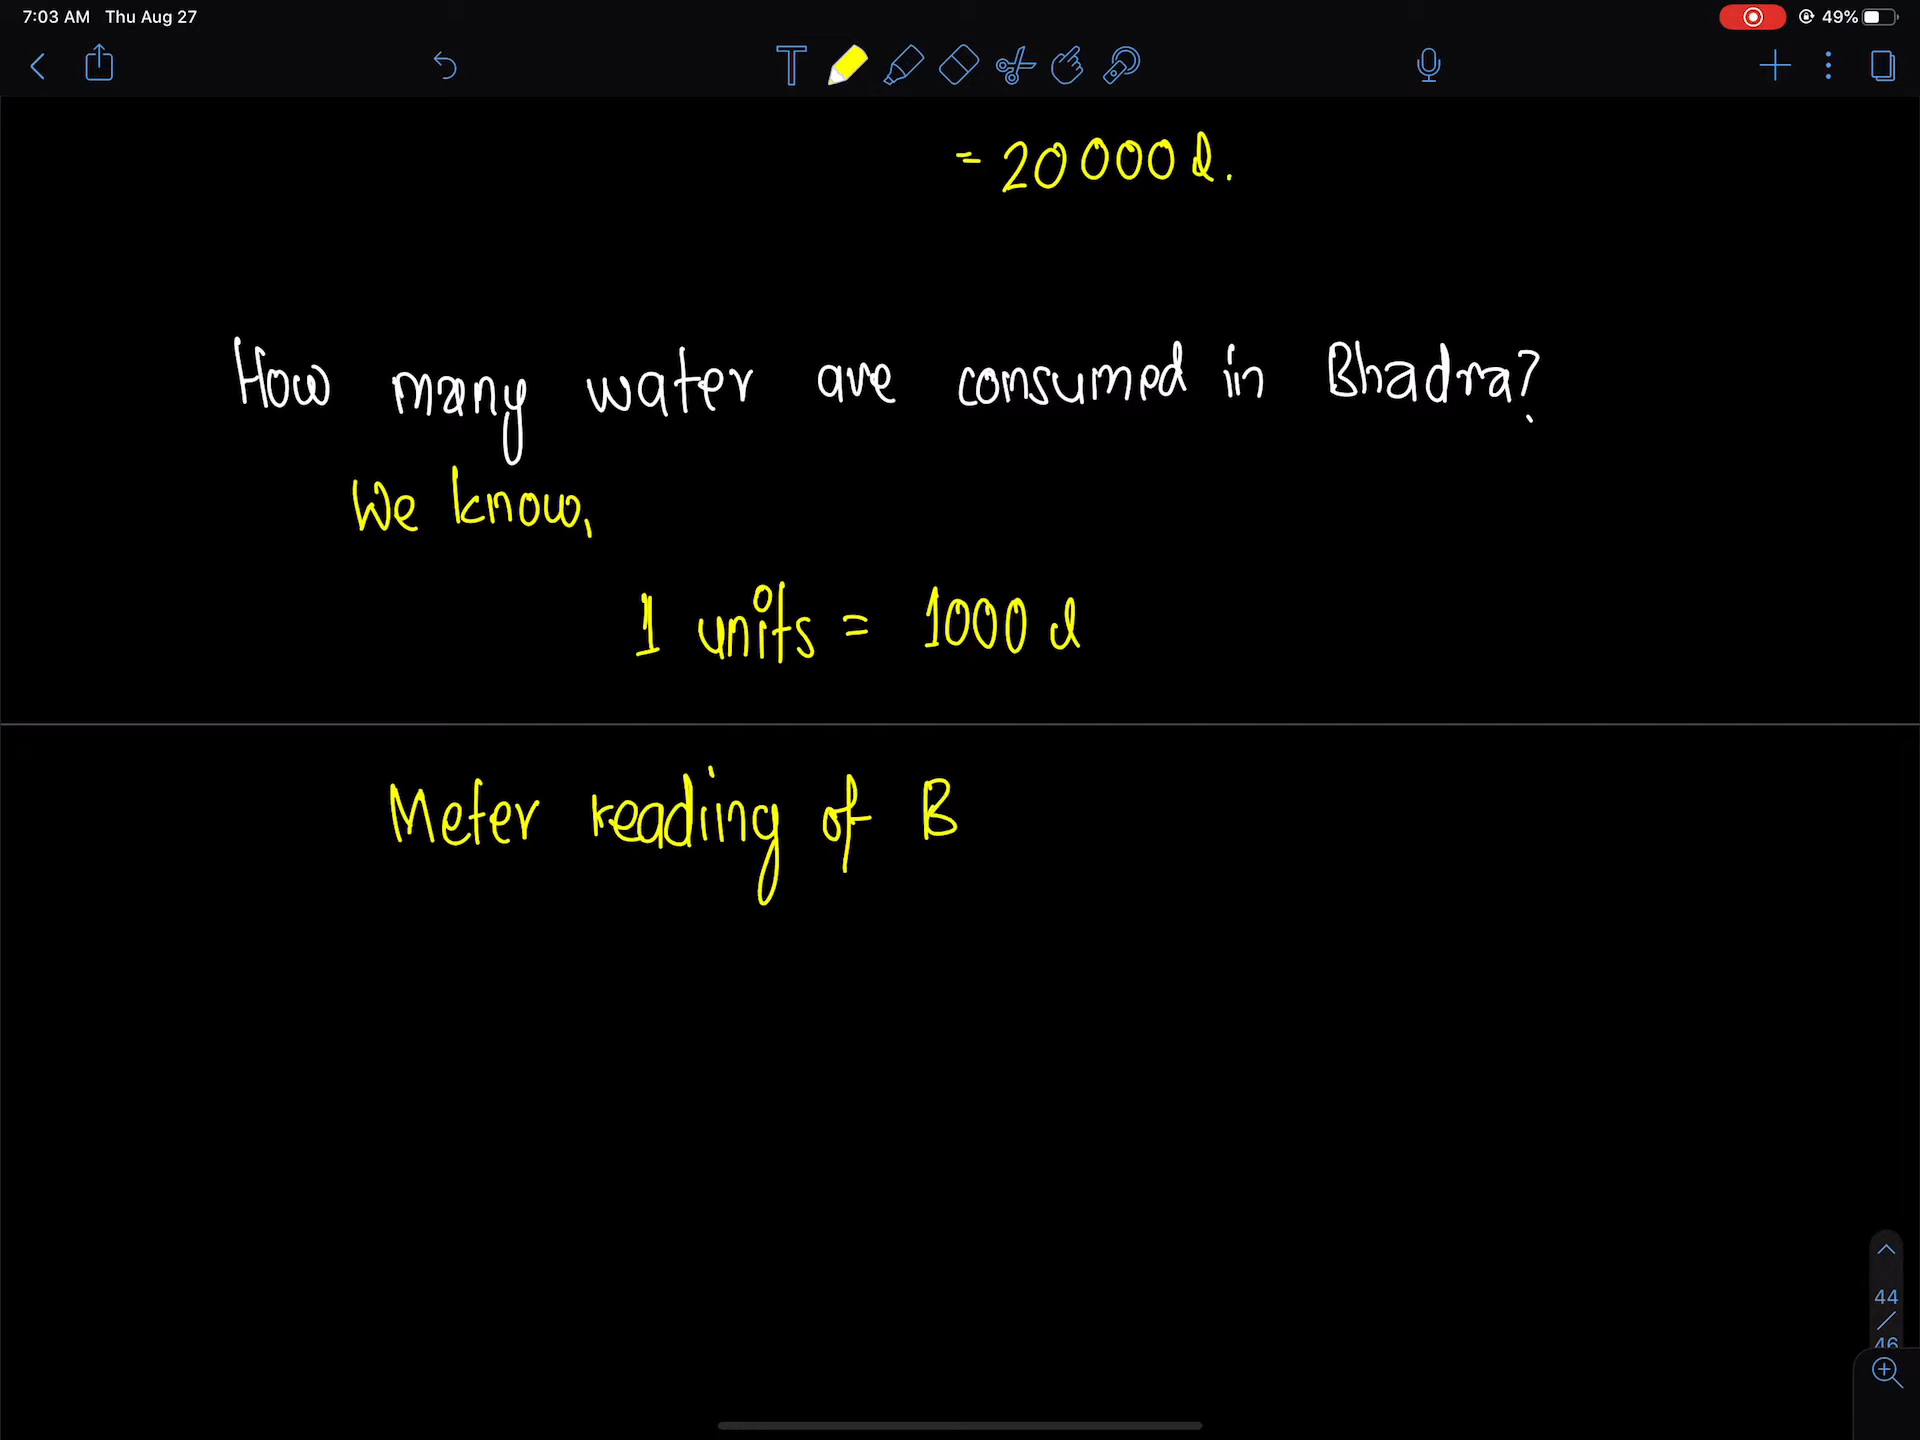 7:03 AM Thu Aug 27
49%
= 20000 l.
How many water are consumed in Bhadra?
We know,
1 units = 1000 l
Meter reading of B
44
/
46